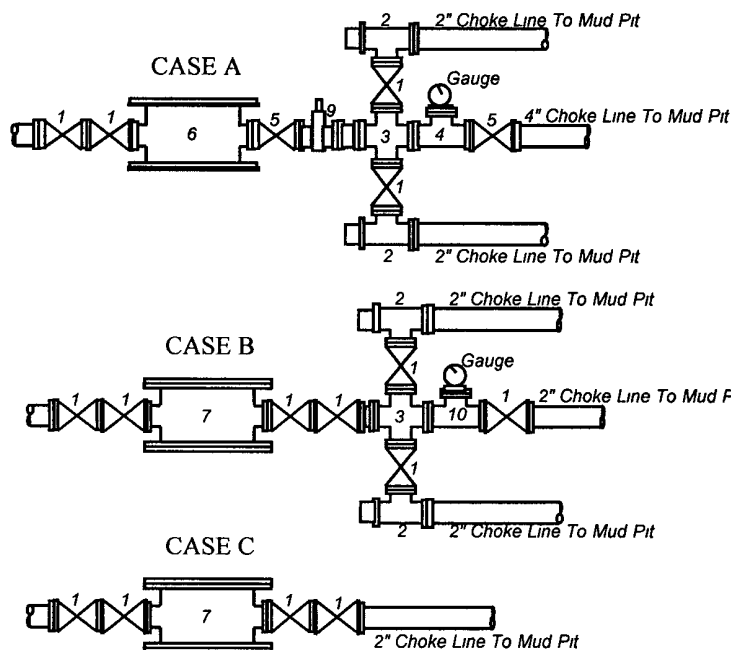 2 2" Choke Line To Mud Pit
CASE A
Gauge
1
9
1 1 6 5 3 4 5 4" Choke Line To Mud Pit
1
2 2" Choke Line To Mud Pit
2 2" Choke Line To Mud Pit
CASE B
Gauge
1
1 1 7 1 1 3 10 1 2" Choke Line To Mud P
1
2 2" Choke Line To Mud Pit
CASE C
1 1 7 1 1
2" Choke Line To Mud Pit